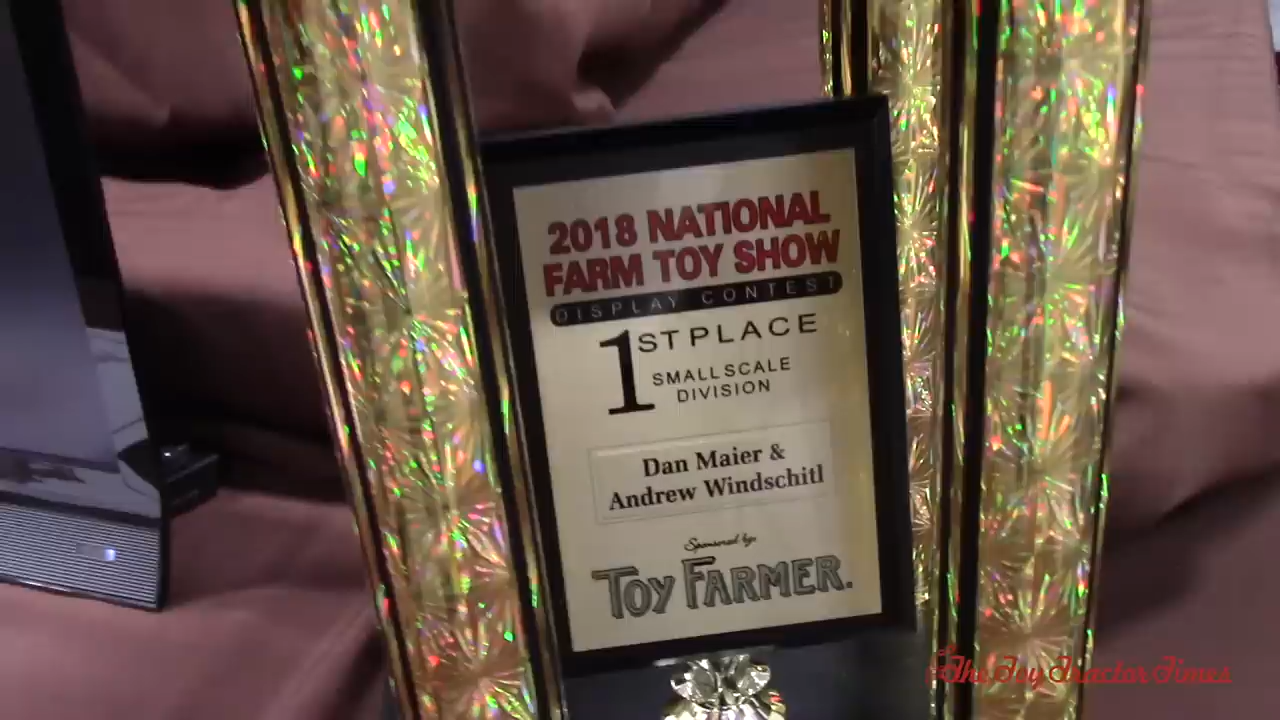 2018 NATIONAL
FARM TOY SHOW
DISPLAY CONTEST
1ST PLACE
SMALL SCALE
DIVISION
Dan Maier &
Andrew Windschitl
Sponsored by:
TOY FARMER.
The Toy Tractor Times